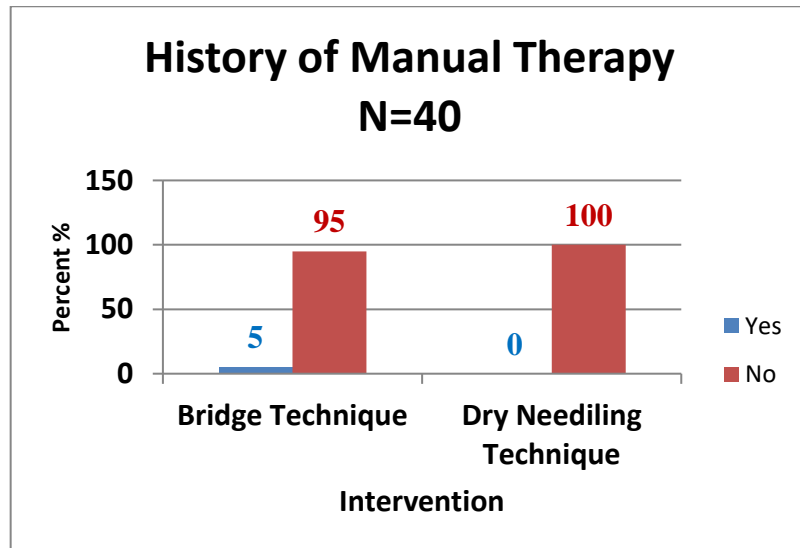 History of Manual Therapy
N=40
Percent %
150
100
50
0
5
95
0
100
Bridge Technique
Dry Neediling
Technique
Intervention
Yes
No